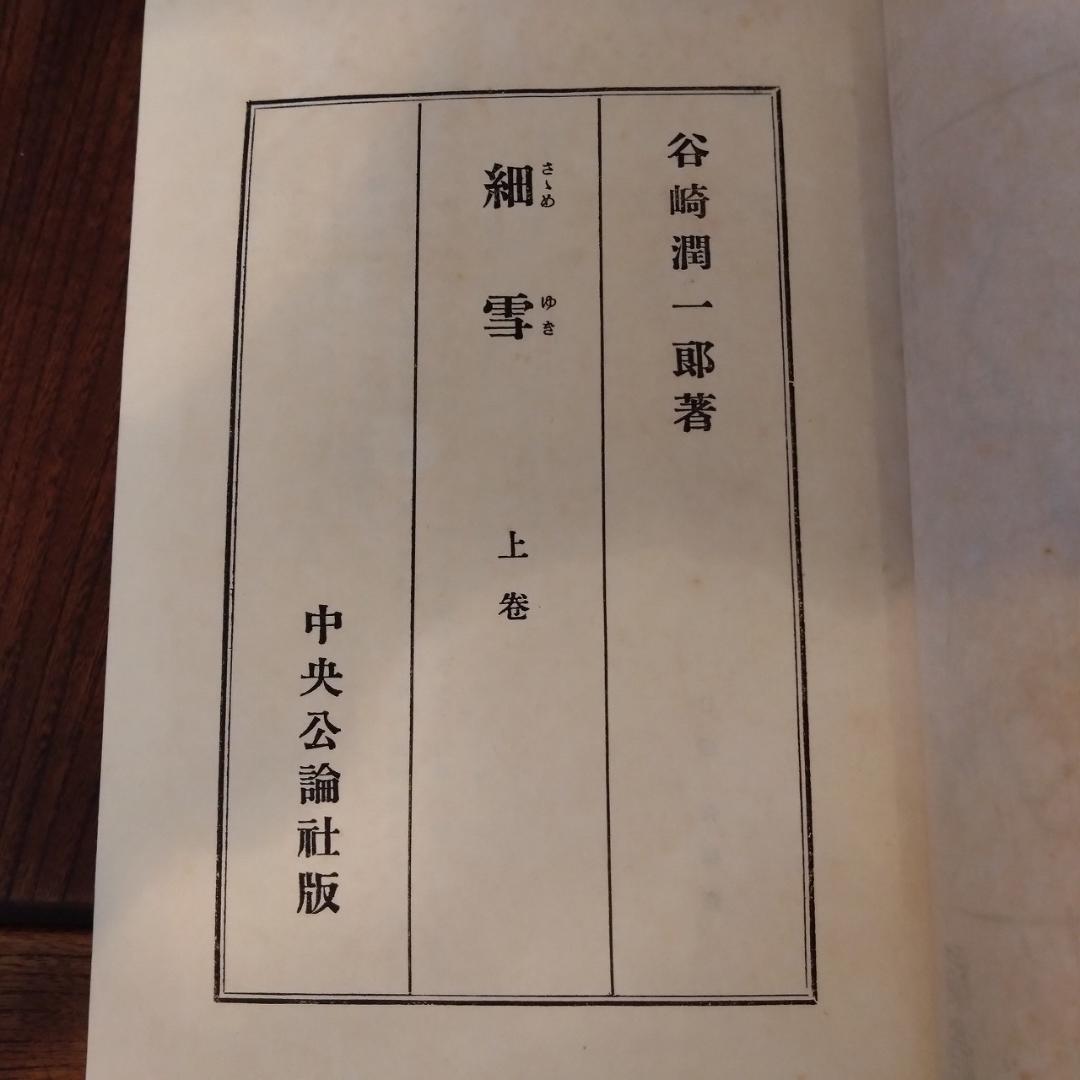 谷崎潤一郎著
細雪
さゝめ
ゆき
上卷
中央公論社版